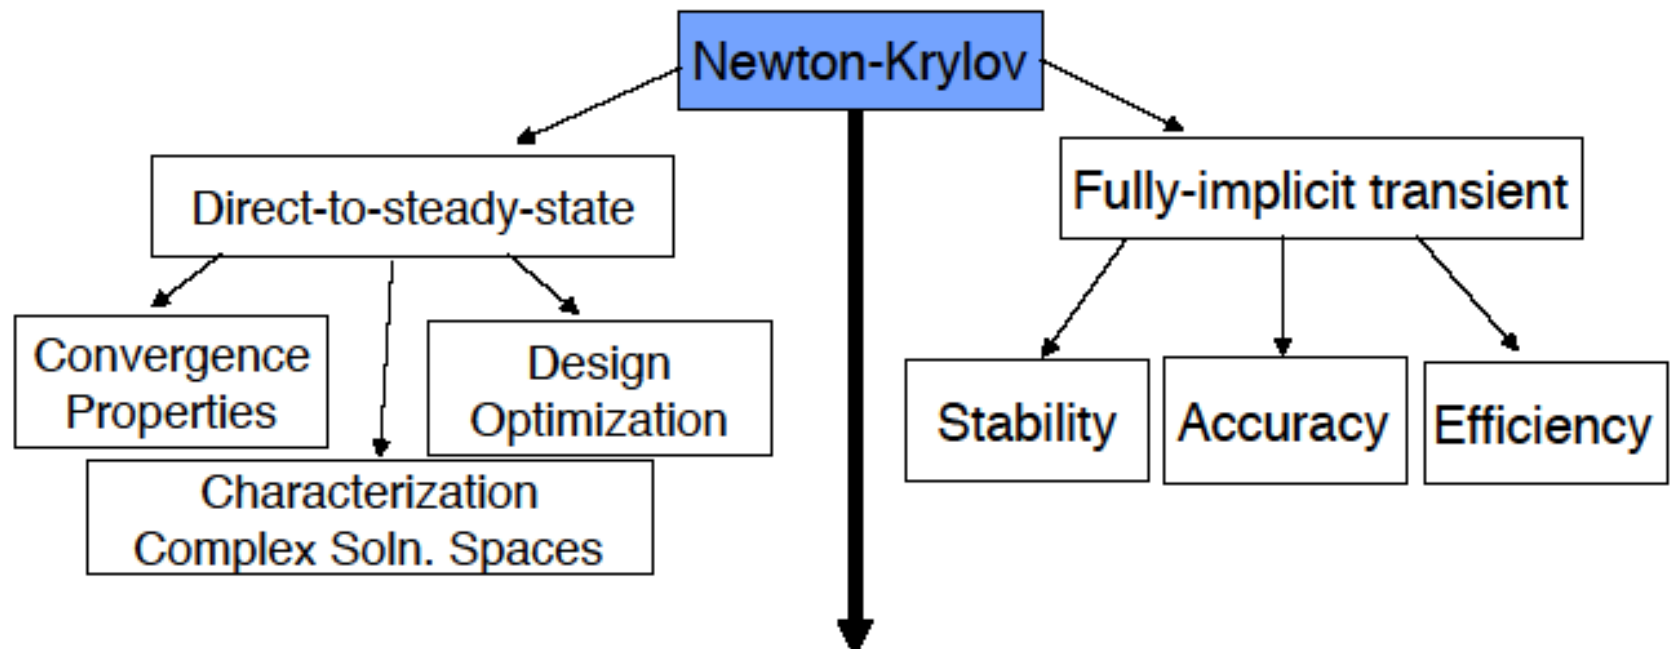 Newton-Krylov
Direct-to-steady-state
Fully-implicit transient
Convergence
Properties
Design
Optimization
Characterization
Complex Soln. Spaces
Stability
Accuracy
Efficiency